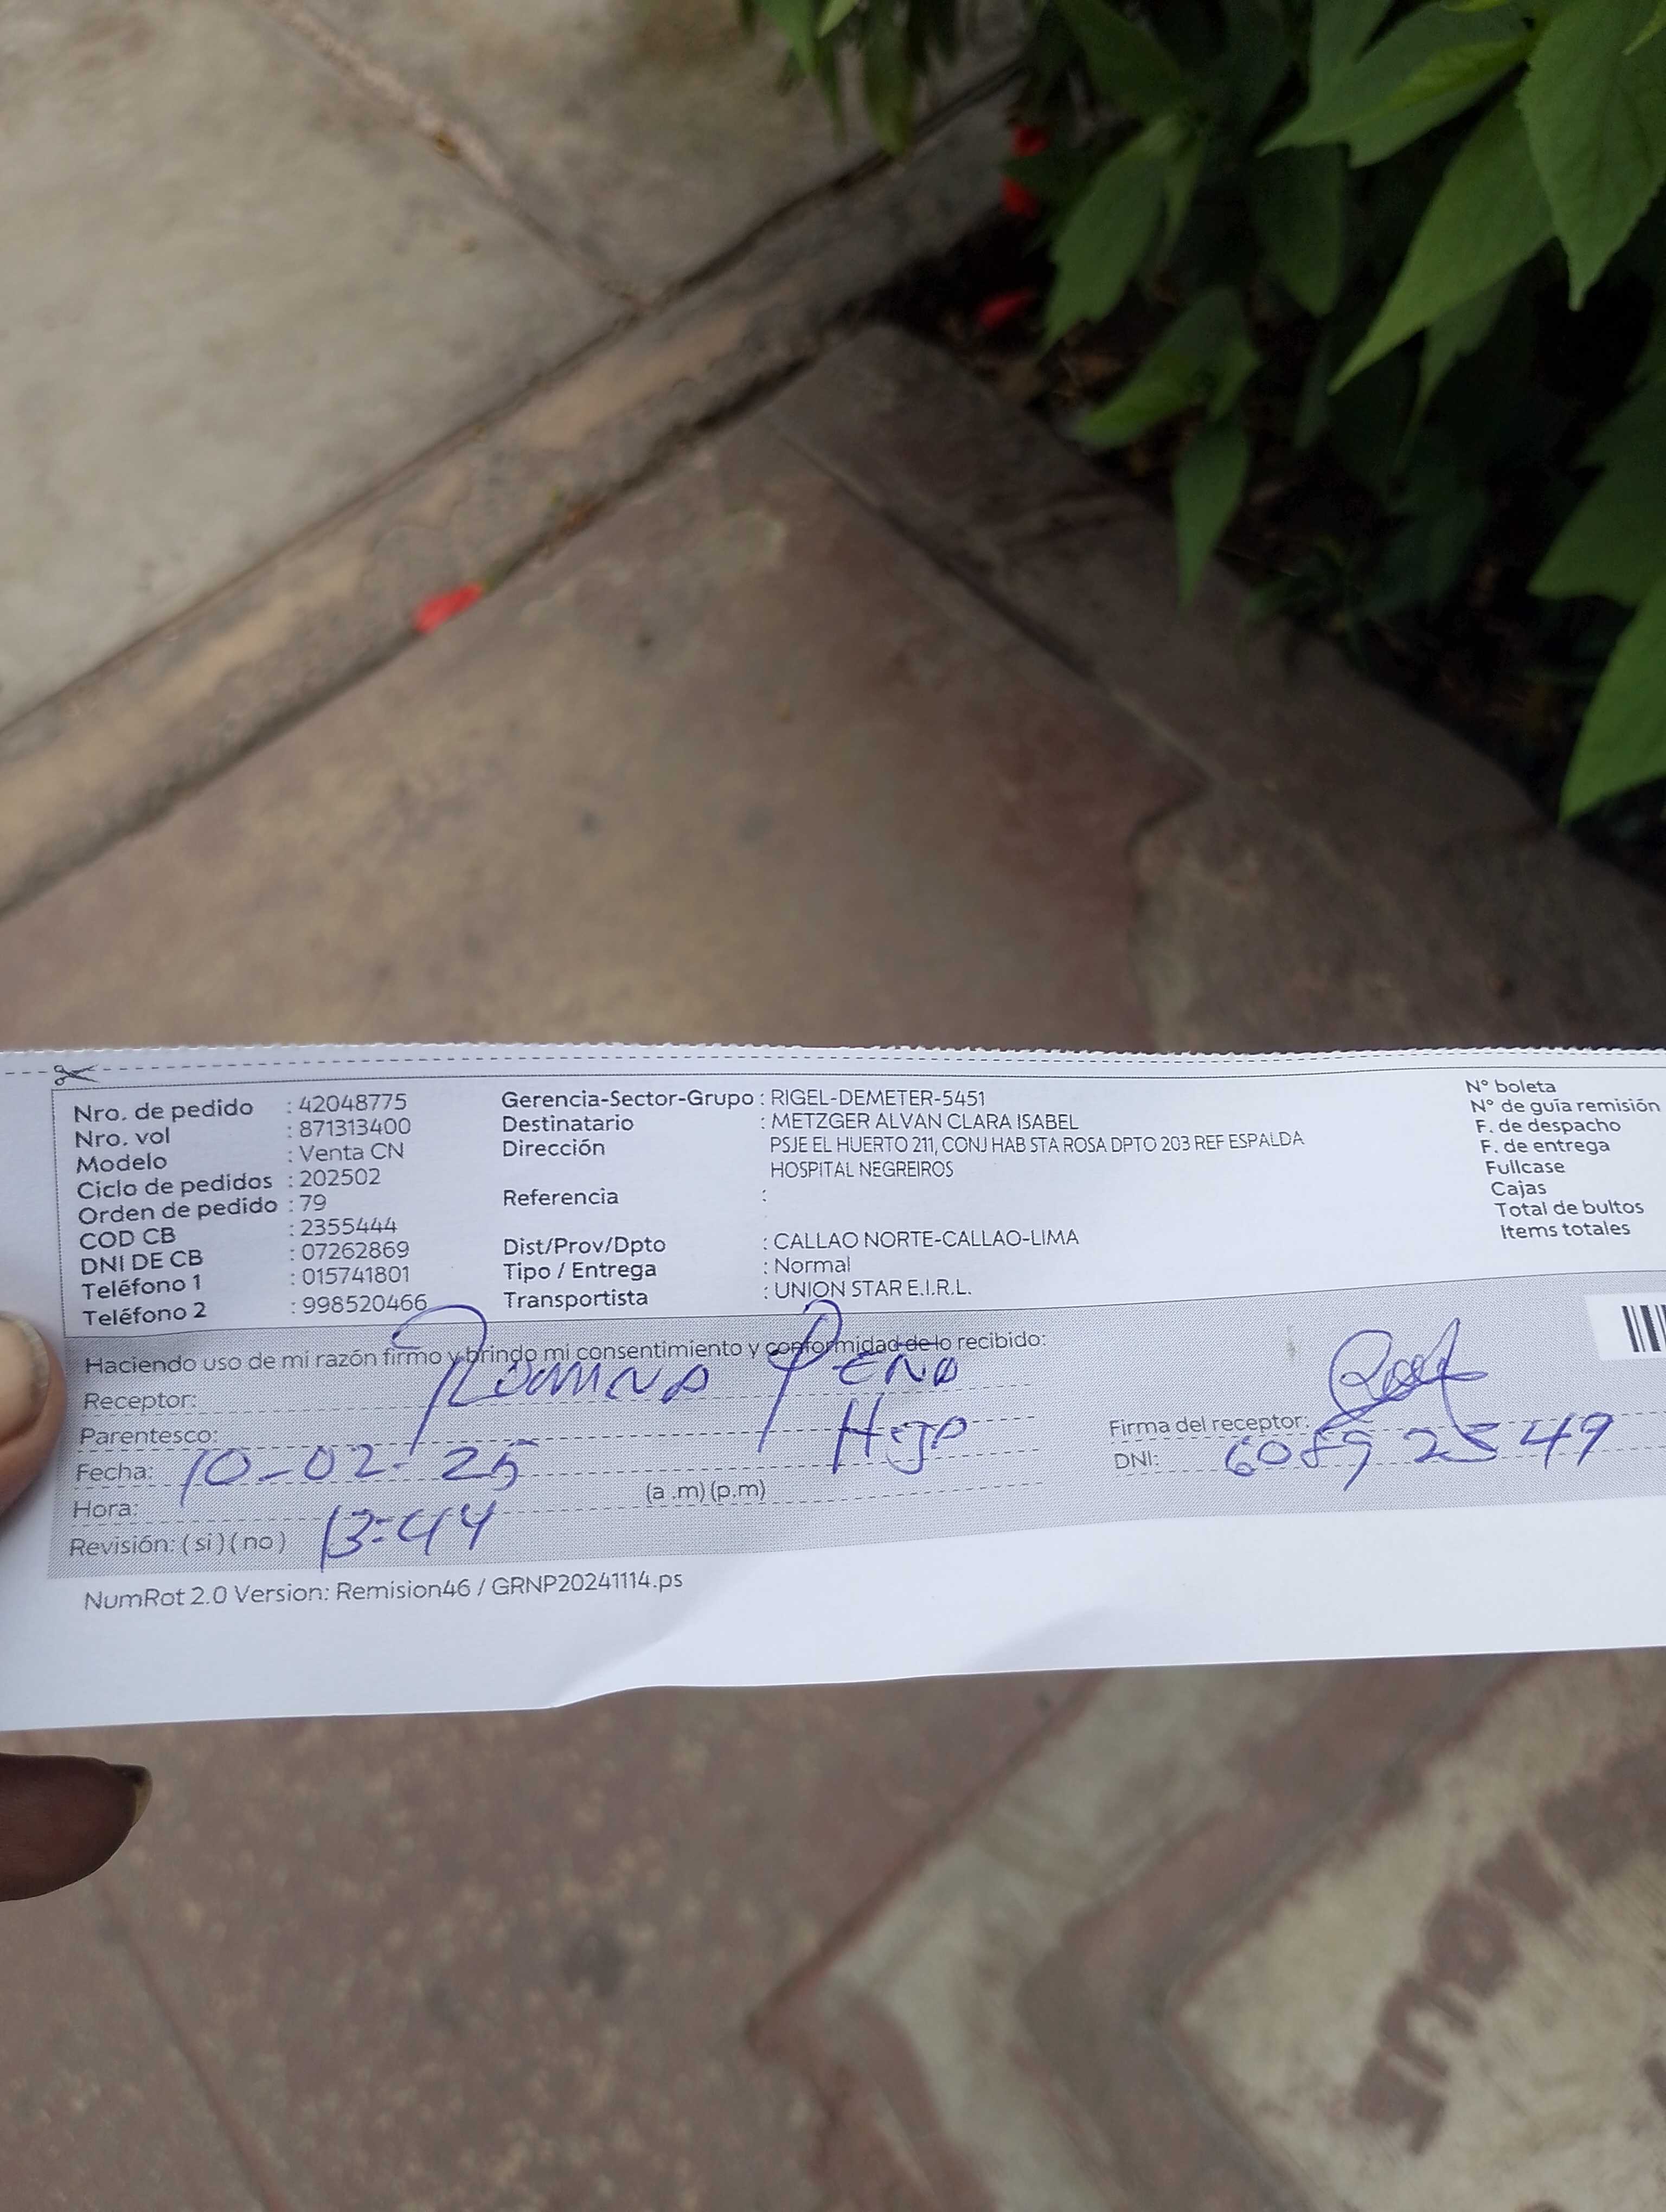 Nro. de pedido : 42048775
Nro. vol : 871313400
Modelo : Venta CN
Ciclo de pedidos : 202502
Orden de pedido : 79
COD CB : 2355444
DNI DE CB : 07262869
Teléfono 1 : 015741801
Teléfono 2 : 998520466
Gerencia-Sector-Grupo : RIGEL-DEMETER-5451
Destinatario : METZGER ALVAN CLARA ISABEL
Dirección PSJE EL HUERTO 211, CONJ HAB STA ROSA DPTO 203 REF ESPALDA
HOSPITAL NEGREIROS
Referencia :
Dist/Prov/Dpto : CALLAO NORTE-CALLAO-LIMA
Tipo / Entrega : Normal
Transportista : UNION STAR E.I.R.L.
N° boleta
N° de guía remisión
F. de despacho
F. de entrega
Fullcase
Cajas
Total de bultos
Items totales
Haciendo uso de mi razón firmo y brindo mi consentimiento y conformidad de lo recibido:
Receptor: Romina Pena
Parentesco: Hija
Fecha: 10-02-25
Hora: (a .m) (p.m)
Revisión: (si) (no) 13:44
Firma del receptor:
DNI: 60892549
NumRot 2.0 Version: Remision46 / GRNP20241114.ps